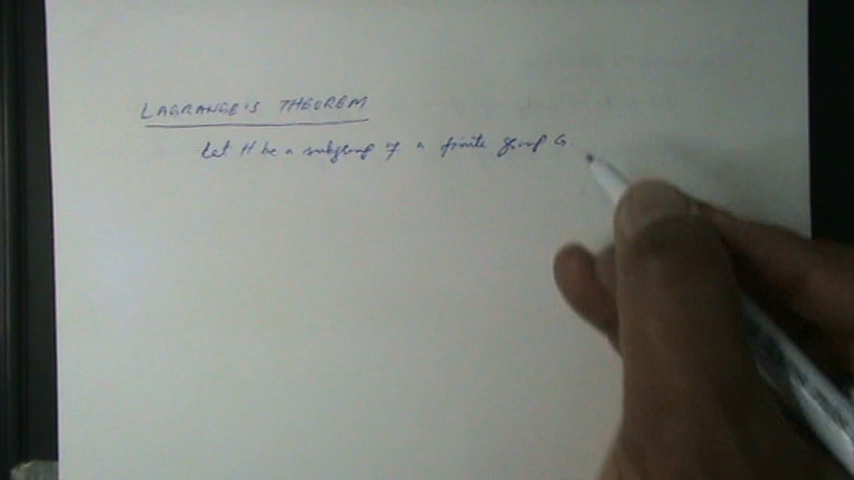 LAGRANGE'S THEOREM
Let H be a subgroup of a finite group G.